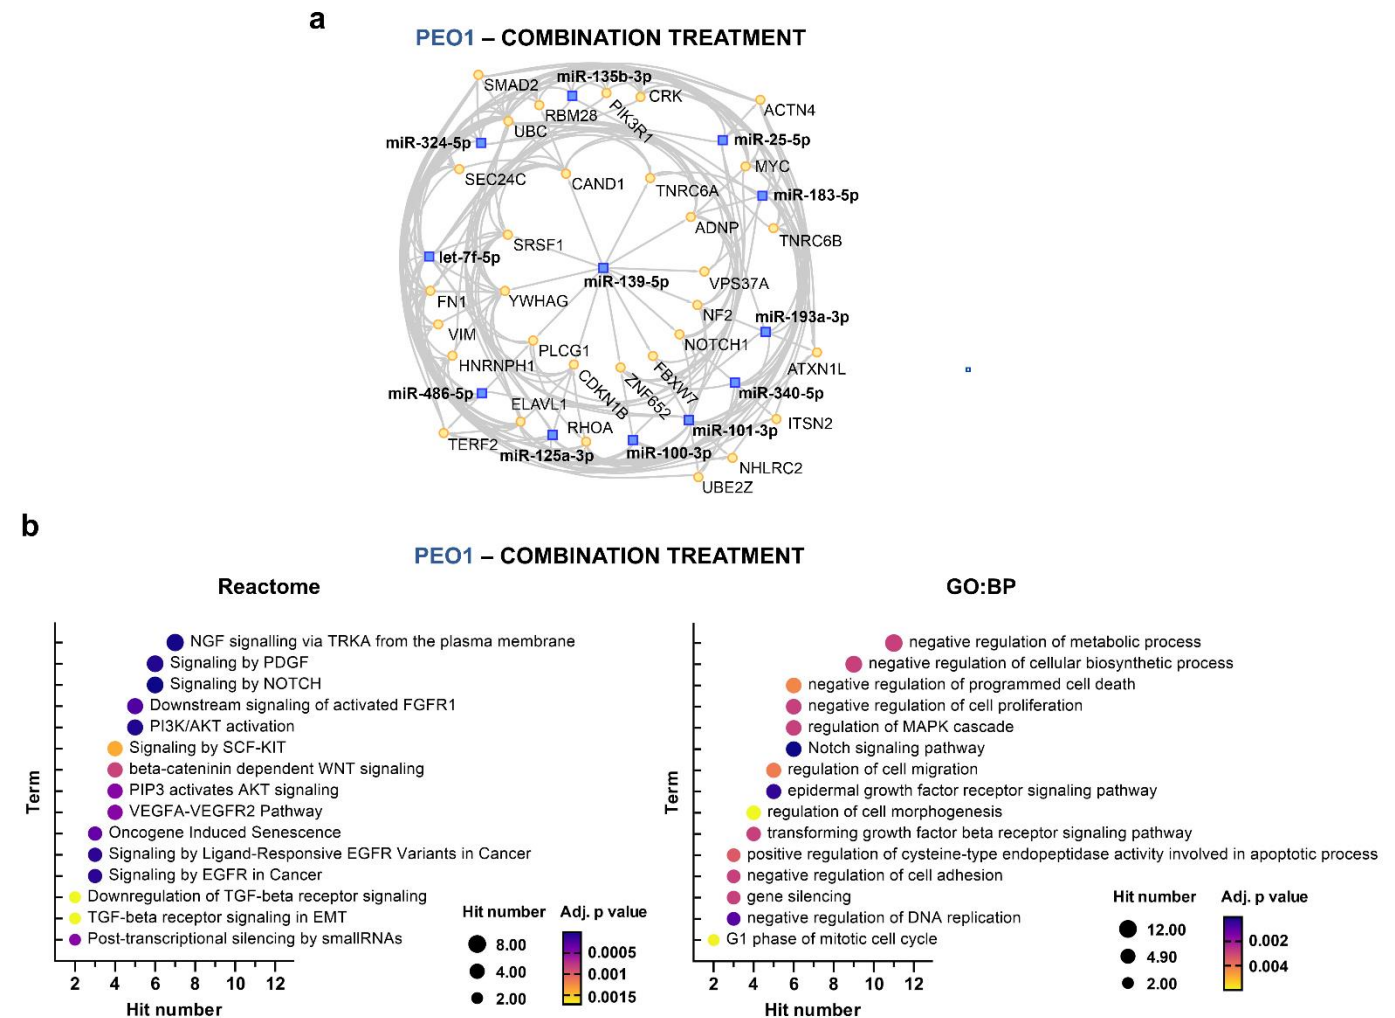 a
PEO1 – COMBINATION TREATMENT
SMAD2
miR-135b-3p
RBM28
PIK3R1
CRK
ACTN4
UBC
miR-324-5p
miR-25-5p
MYC
SEC24C
CAND1
TNRC6A
miR-183-5p
ADNP
TNRC6B
SRSF1
let-7f-5p
miR-139-5p
VPS37A
FN1
YWHAG
NF2
miR-193a-3p
VIM
PLCG1
NOTCH1
HNRNPH1
FBXW7
ATXN1L
CDKN1B
ZNF652
miR-486-5p
miR-340-5p
ELAVL1
RHOA
miR-101-3p
ITSN2
TERF2
miR-125a-3p
miR-100-3p
NHLRC2
UBE2Z
b
PEO1 – COMBINATION TREATMENT
Reactome
Term
NGF signalling via TRKA from the plasma membrane
Signaling by PDGF
Signaling by NOTCH
Downstream signaling of activated FGFR1
PI3K/AKT activation
Signaling by SCF-KIT
beta-cateninin dependent WNT signaling
PIP3 activates AKT signaling
VEGFA-VEGFR2 Pathway
Oncogene Induced Senescence
Signaling by Ligand-Responsive EGFR Variants in Cancer
Signaling by EGFR in Cancer
Downregulation of TGF-beta receptor signaling
TGF-beta receptor signaling in EMT
Post-transcriptional silencing by smallRNAs
2 4 6 8 10 12
Hit number
Hit number
8.00
4.00
2.00
Adj. p value
0.0005
0.001
0.0015
GO:BP
Term
negative regulation of metabolic process
negative regulation of cellular biosynthetic process
negative regulation of programmed cell death
negative regulation of cell proliferation
regulation of MAPK cascade
Notch signaling pathway
regulation of cell migration
epidermal growth factor receptor signaling pathway
regulation of cell morphogenesis
transforming growth factor beta receptor signaling pathway
positive regulation of cysteine-type endopeptidase activity involved in apoptotic process
negative regulation of cell adhesion
gene silencing
negative regulation of DNA replication
G1 phase of mitotic cell cycle
2 4 6 8 10 12
Hit number
Hit number
12.00
4.90
2.00
Adj. p value
0.002
0.004